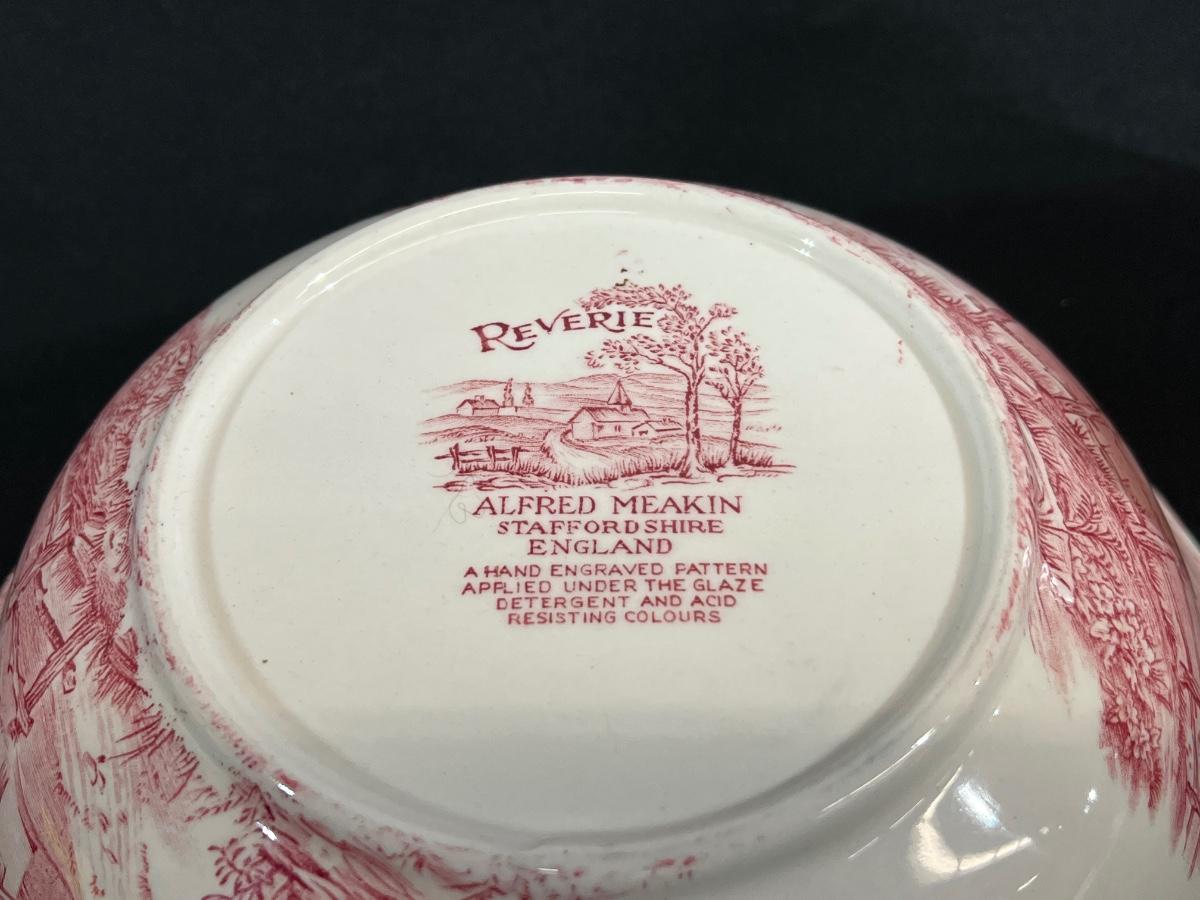 REVERIE
ALFRED MEAKIN
STAFFORDSHIRE
ENGLAND
A HAND ENGRAVED PATTERN
APPLIED UNDER THE GLAZE
DETERGENT AND ACID
RESISTING COLOURS